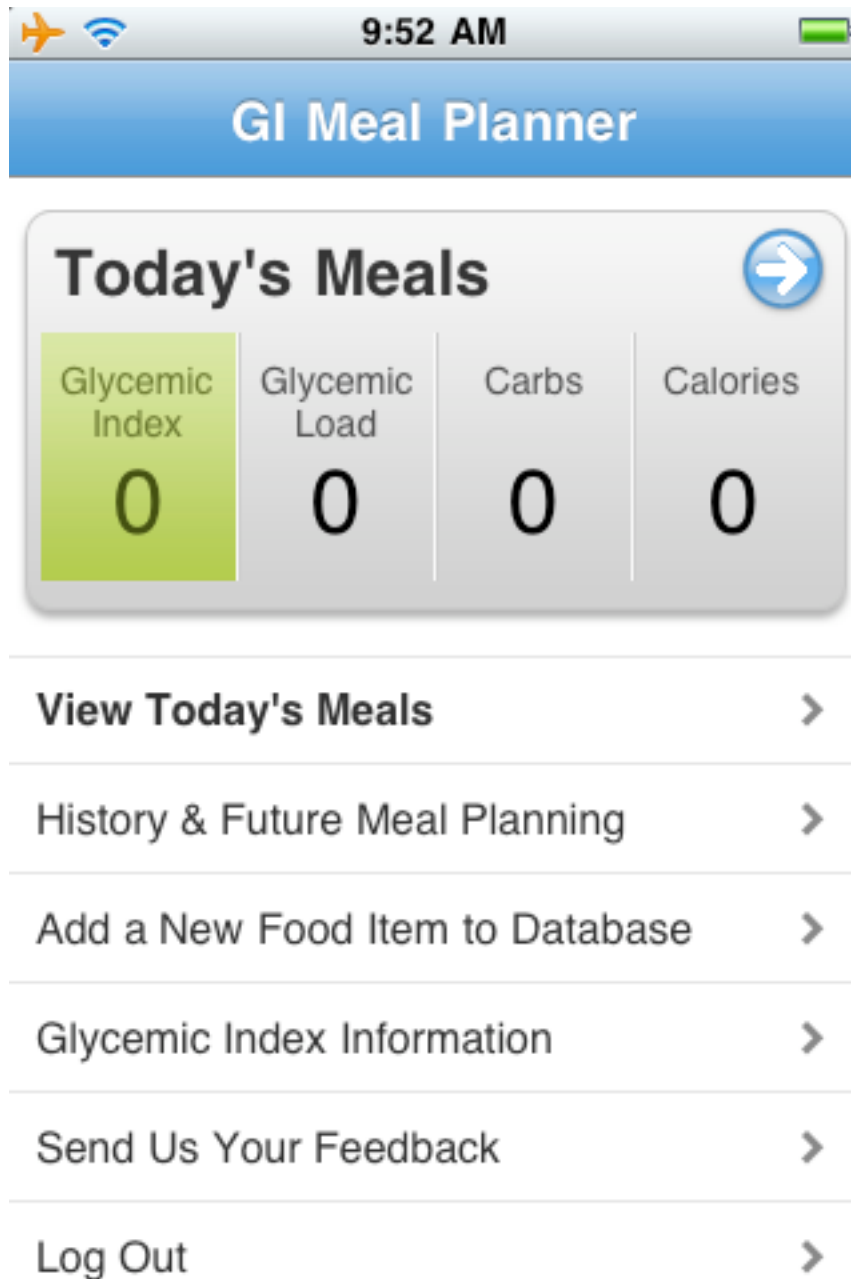 9:52 AM
GI Meal Planner
Today's Meals
Glycemic Index
Glycemic Load
Carbs
Calories
0
0
0
0
View Today's Meals
History & Future Meal Planning
Add a New Food Item to Database
Glycemic Index Information
Send Us Your Feedback
Log Out